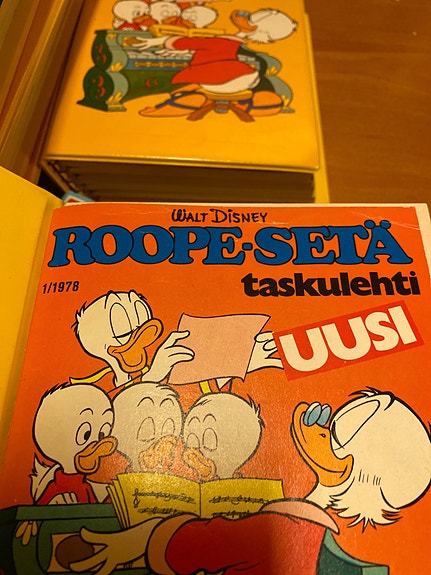 WALT DISNEY
ROOPE-SETÄ
taskulehti
1/1978
UUSI